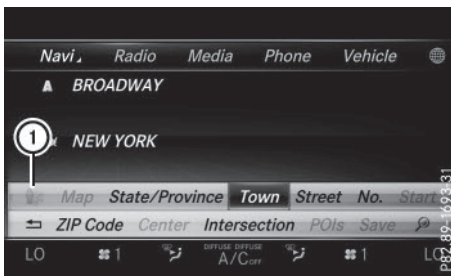 Navi Radio Media Phone Vehicle
A BROADWAY
1
NEW YORK
Map State/Province Town Street No. Start
ZIP Code Center Intersection POIs Save
DIFFUSE DIFFUSE
LO 1 A/C OFF 1 LO
P82.89-1693-31